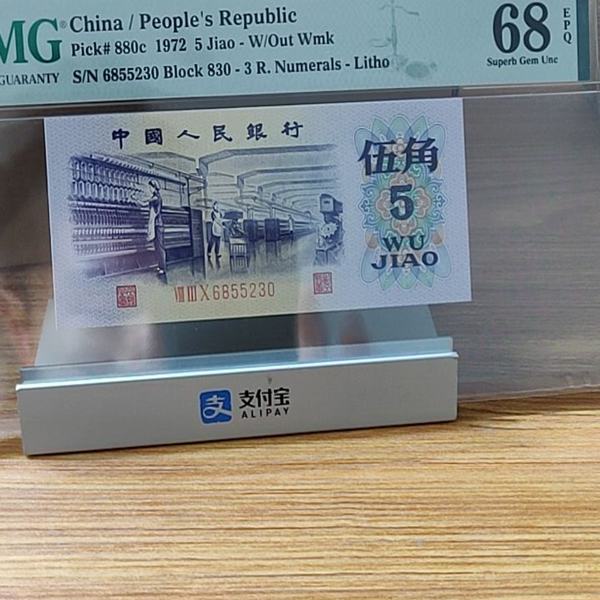 MG®
GUARANTY
China / People's Republic
Pick# 880c 1972 5 Jiao - W/Out Wmk
S/N 6855230 Block 830 - 3 R. Numerals - Litho
68
EPQ
Superb Gem Unc
中國人民銀行
伍角
5
WU
JIAO
VIII III X 6855230
支
支付宝
ALIPAY